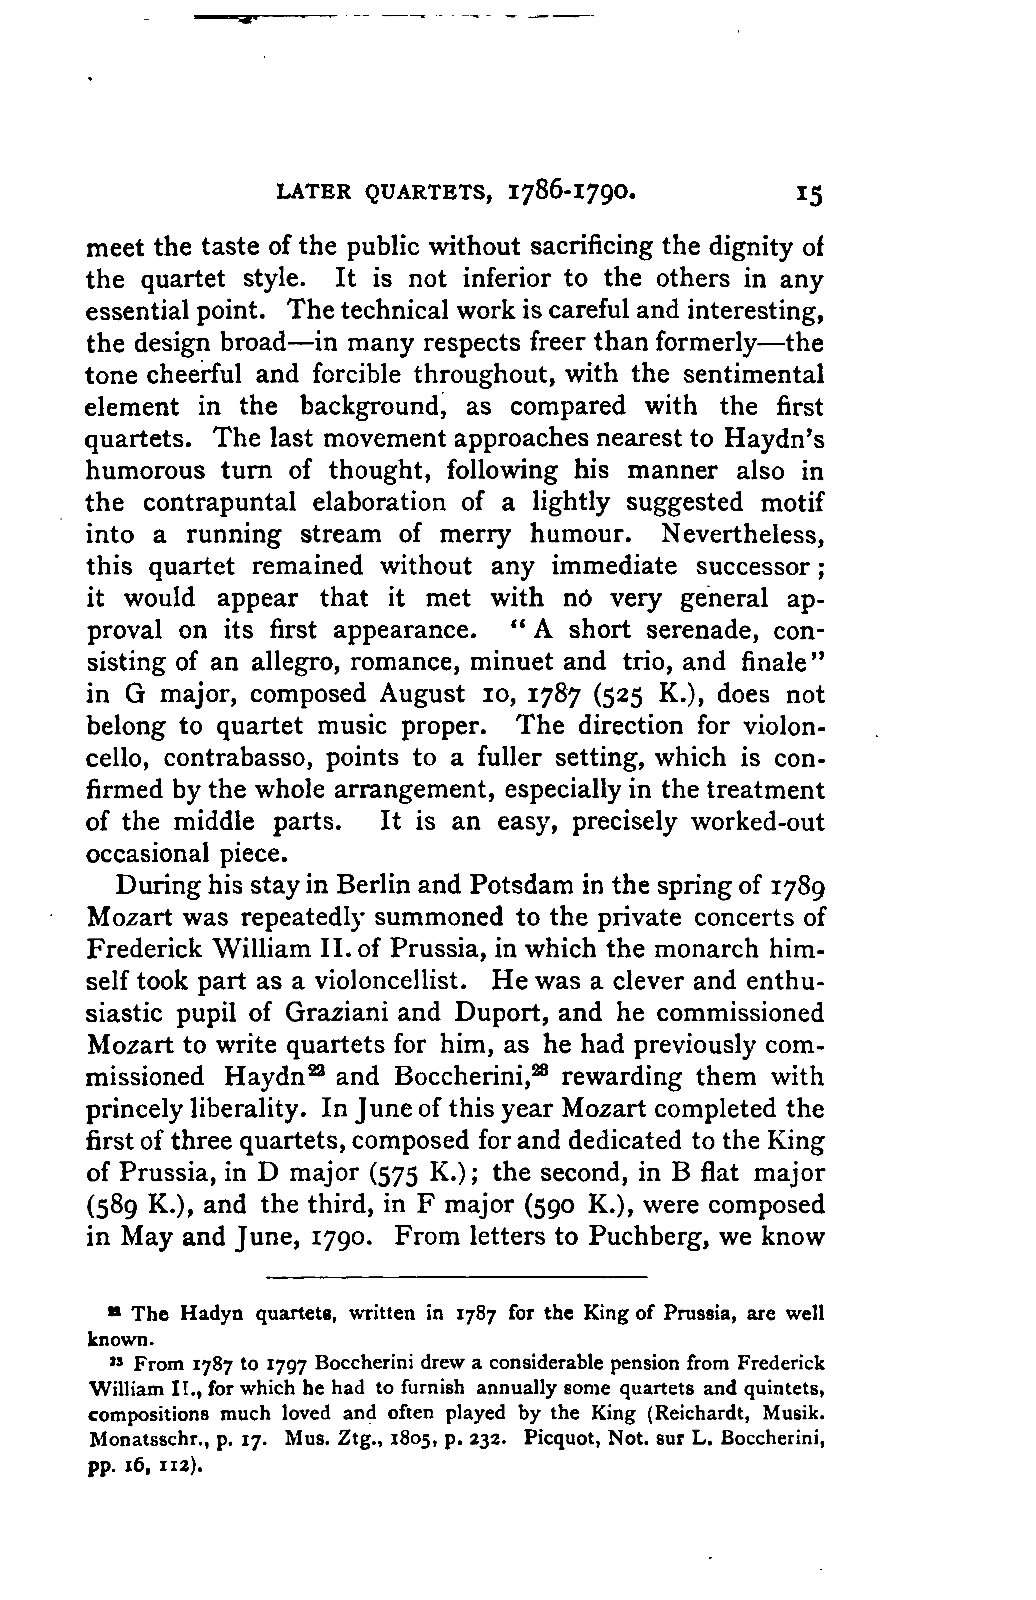 LATER QUARTETS, 1786-1790. 15
meet the taste of the public without sacrificing the dignity of
the quartet style. It is not inferior to the others in any
essential point. The technical work is careful and interesting,
the design broad—in many respects freer than formerly—the
tone cheerful and forcible throughout, with the sentimental
element in the background, as compared with the first
quartets. The last movement approaches nearest to Haydn's
humorous turn of thought, following his manner also in
the contrapuntal elaboration of a lightly suggested motif
into a running stream of merry humour. Nevertheless,
this quartet remained without any immediate successor;
it would appear that it met with no very general ap-
proval on its first appearance. "A short serenade, con-
sisting of an allegro, romance, minuet and trio, and finale"
in G major, composed August 10, 1787 (525 K.), does not
belong to quartet music proper. The direction for violon-
cello, contrabasso, points to a fuller setting, which is con-
firmed by the whole arrangement, especially in the treatment
of the middle parts. It is an easy, precisely worked-out
occasional piece.
During his stay in Berlin and Potsdam in the spring of 1789
Mozart was repeatedly summoned to the private concerts of
Frederick William II. of Prussia, in which the monarch him-
self took part as a violoncellist. He was a clever and enthu-
siastic pupil of Graziani and Duport, and he commissioned
Mozart to write quartets for him, as he had previously com-
missioned Haydn²² and Boccherini,²³ rewarding them with
princely liberality. In June of this year Mozart completed the
first of three quartets, composed for and dedicated to the King
of Prussia, in D major (575 K.); the second, in B flat major
(589 K.), and the third, in F major (590 K.), were composed
in May and June, 1790. From letters to Puchberg, we know
²² The Hadyn quartets, written in 1787 for the King of Prussia, are well
known.
²³ From 1787 to 1797 Boccherini drew a considerable pension from Frederick
William II., for which he had to furnish annually some quartets and quintets,
compositions much loved and often played by the King (Reichardt, Musik.
Monatsschr., p. 17. Mus. Ztg., 1805, p. 232. Picquot, Not. sur L. Boccherini,
pp. 16, 112).